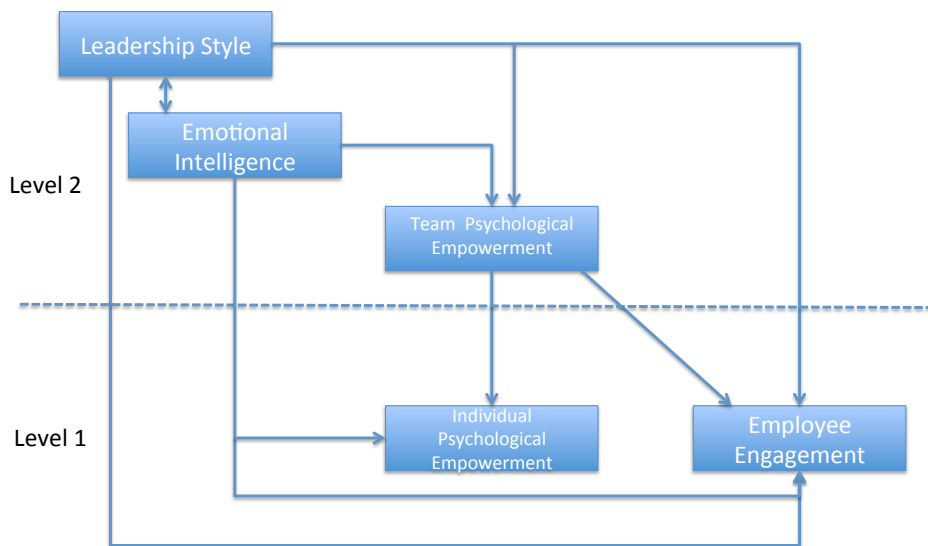 Leadership Style
Emotional
Intelligence
Level 2
Team Psychological
Empowerment
Individual
Psychological
Empowerment
Employee
Engagement
Level 1